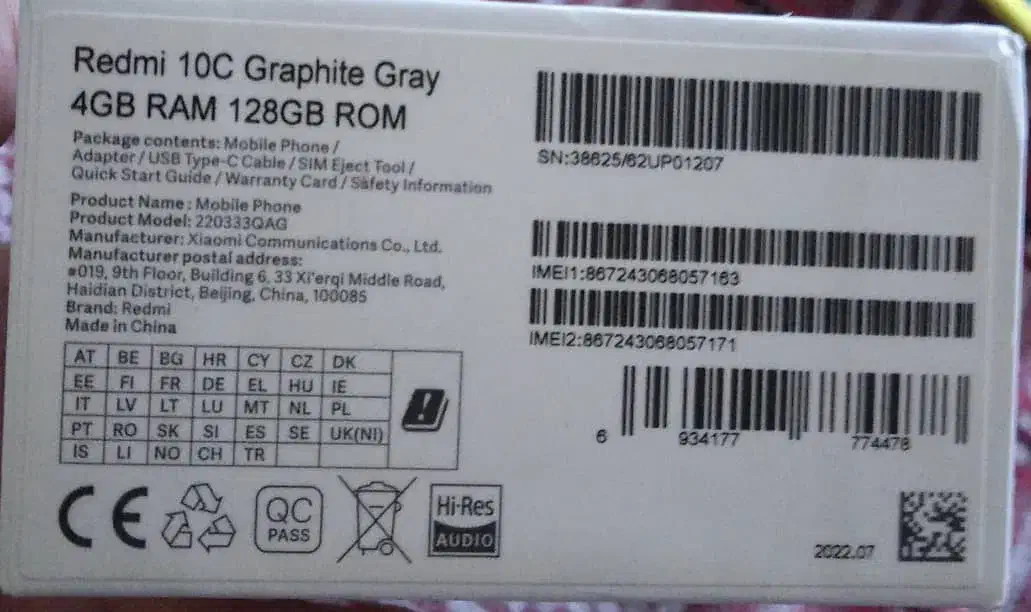 Redmi 10C Graphite Gray
4GB RAM 128GB ROM
Package contents: Mobile Phone /
Adapter / USB Type-C Cable / SIM Eject Tool /
Quick Start Guide / Warranty Card / Safety Information
Product Name : Mobile Phone
Product Model: 220333QAG
Manufacturer: Xiaomi Communications Co., Ltd.
Manufacturer postal address:
#019, 9th Floor, Building 6, 33 Xi'erqi Middle Road,
Haidian District, Beijing, China, 100085
Brand: Redmi
Made in China
AT BE BG HR CY CZ DK
EE FI FR DE EL HU IE
IT LV LT LU MT NL PL
PT RO SK SI ES SE UK(NI)
IS LI NO CH TR
!
CE
QC
PASS
Hi-Res
AUDIO
SN:38625/62UP01207
IMEI1:867243068057163
IMEI2:867243068057171
6 934177 774478
2022.07